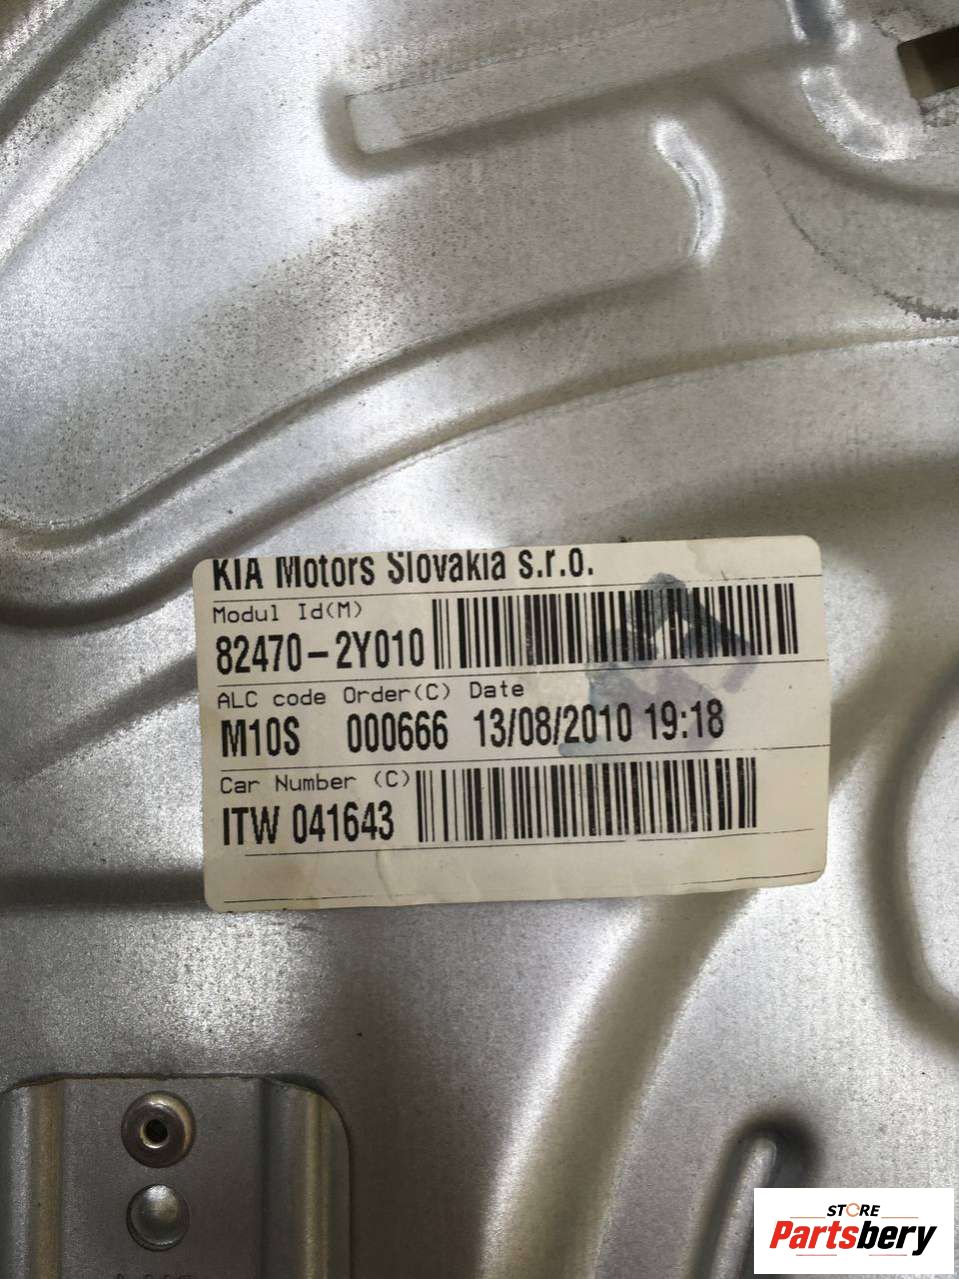 KIA Motors Slovakia s.r.o.
Modul Id(M)
82470-2Y010
ALC code Order(C) Date
M10S 000666 13/08/2010 19:18
Car Number (C)
ITW 041643
STORE
Partsbery